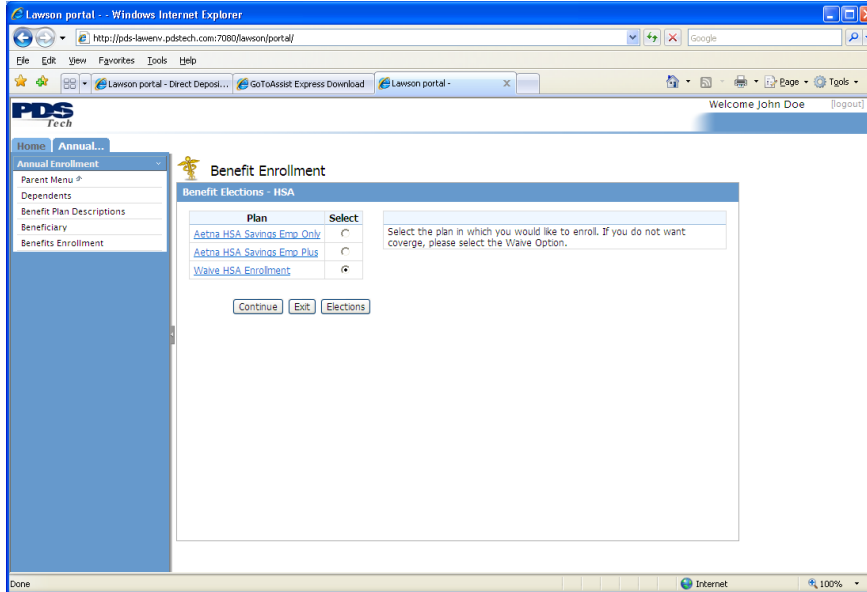 Lawson portal - - Windows Internet Explorer
http://pds-lawenv.pdstech.com:7080/lawson/portal/
Google
File Edit View Favorites Tools Help
Lawson portal - Direct Deposi... GoToAssist Express Download Lawson portal - X
Page Tools
PDS Tech
Welcome John Doe [logout]
Home Annual...
Annual Enrollment
Parent Menu
Dependents
Benefit Plan Descriptions
Beneficiary
Benefits Enrollment
Benefit Enrollment
Benefit Elections - HSA
Plan Select
Aetna HSA Savings Emp Only
Aetna HSA Savings Emp Plus
Waive HSA Enrollment
Select the plan in which you would like to enroll. If you do not want
coverge, please select the Waive Option.
Continue Exit Elections
Done Internet 100%